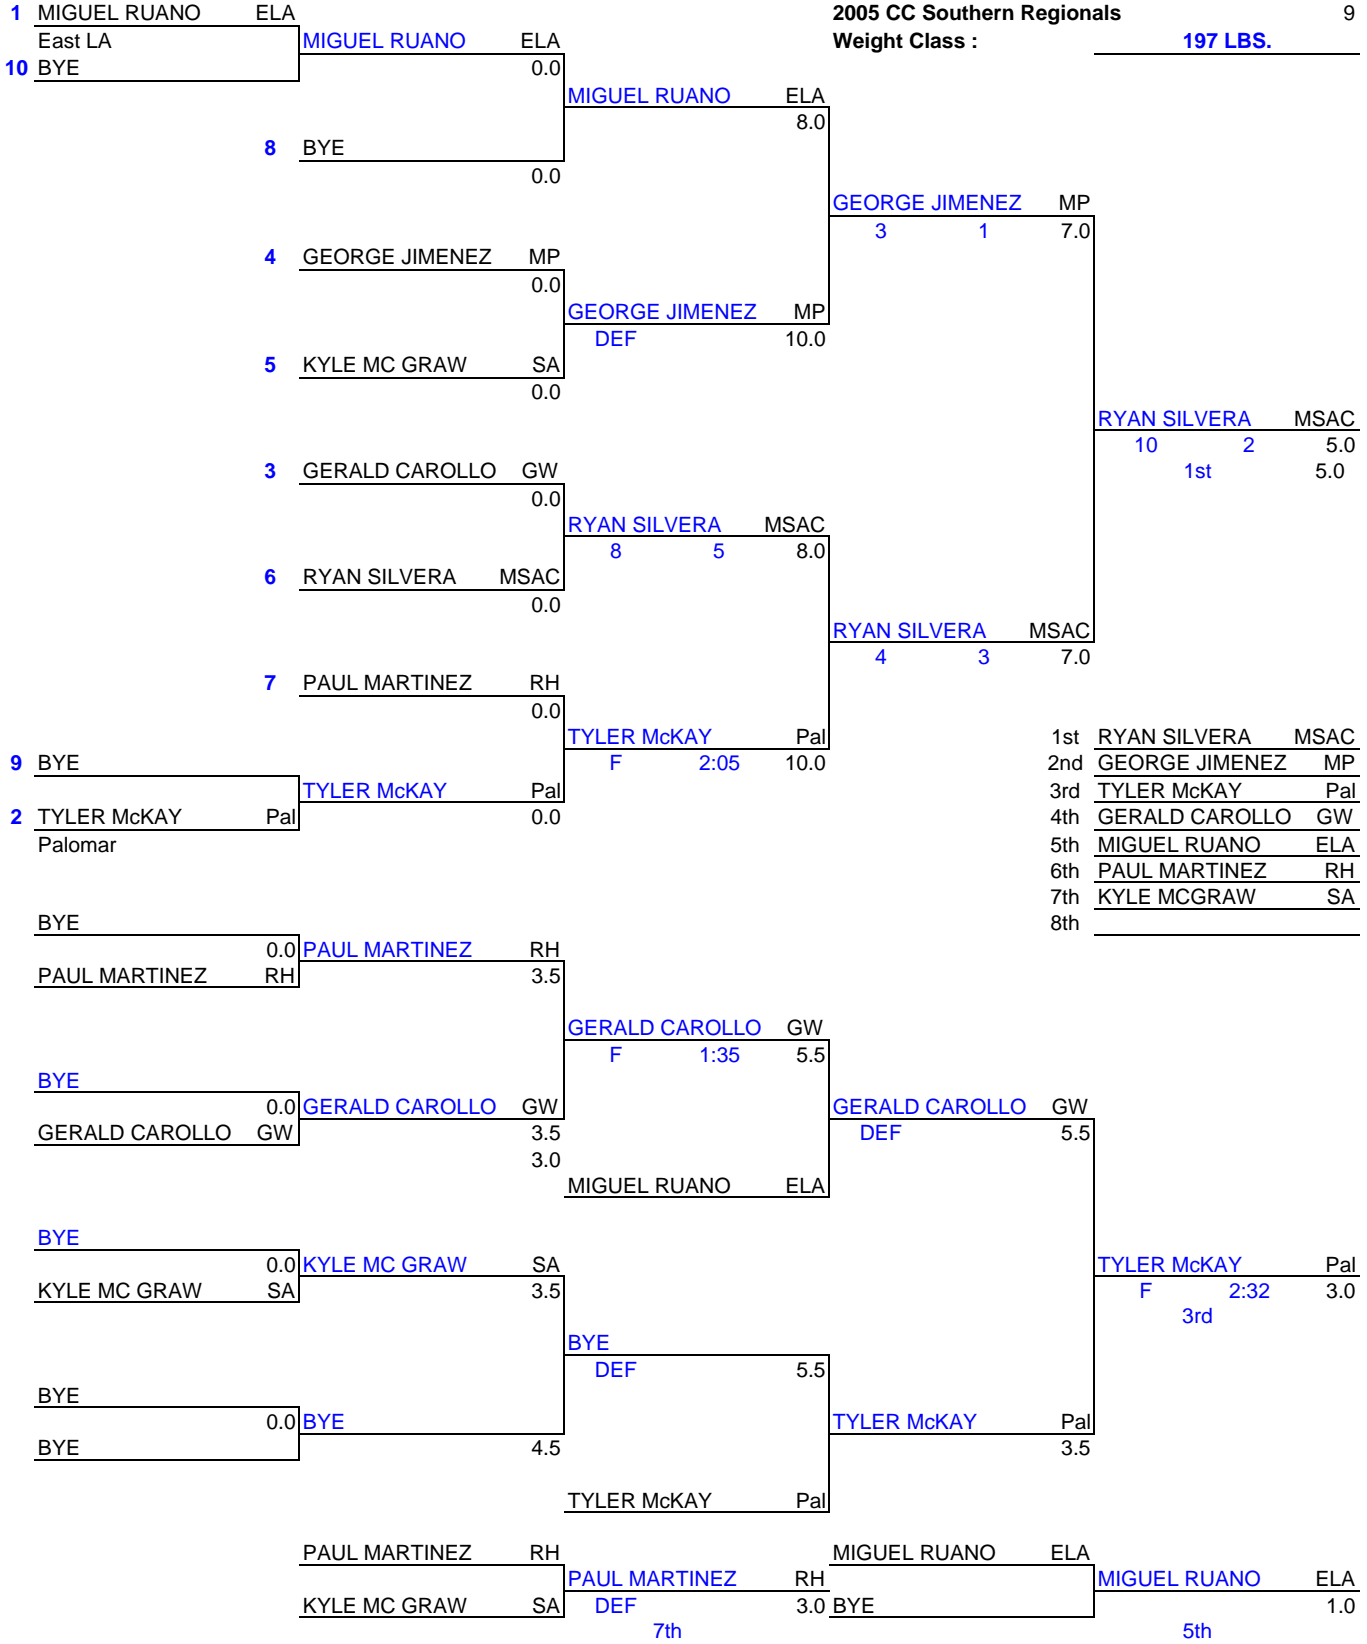 1 MIGUEL RUANO ELA 2005 CC Southern Regionals 9
East LA MIGUEL RUANO ELA Weight Class : 197 LBS.
10 BYE 0.0
MIGUEL RUANO ELA
8.0
8 BYE
0.0
GEORGE JIMENEZ MP
3 1 7.0
4 GEORGE JIMENEZ MP
0.0
GEORGE JIMENEZ MP
DEF 10.0
5 KYLE MC GRAW SA
0.0
RYAN SILVERA MSAC
10 2 5.0
3 GERALD CAROLLO GW 1st 5.0
0.0
RYAN SILVERA MSAC
8 5 8.0
6 RYAN SILVERA MSAC
0.0
RYAN SILVERA MSAC
4 3 7.0
7 PAUL MARTINEZ RH
0.0
TYLER McKAY Pal 1st RYAN SILVERA MSAC
9 BYE F 2:05 10.0 2nd GEORGE JIMENEZ MP
TYLER McKAY Pal 3rd TYLER McKAY Pal
2 TYLER McKAY Pal 0.0 4th GERALD CAROLLO GW
Palomar 5th MIGUEL RUANO ELA
6th PAUL MARTINEZ RH
7th KYLE MCGRAW SA
BYE 8th
0.0 PAUL MARTINEZ RH
PAUL MARTINEZ RH 3.5
GERALD CAROLLO GW
F 1:35 5.5
BYE
0.0 GERALD CAROLLO GW GERALD CAROLLO GW
GERALD CAROLLO GW 3.5 DEF 5.5
3.0
MIGUEL RUANO ELA
BYE
0.0 KYLE MC GRAW SA TYLER McKAY Pal
KYLE MC GRAW SA 3.5 F 2:32 3.0
3rd
BYE
DEF 5.5
BYE
0.0 BYE TYLER McKAY Pal
BYE 4.5 3.5
TYLER McKAY Pal
PAUL MARTINEZ RH MIGUEL RUANO ELA
PAUL MARTINEZ RH MIGUEL RUANO ELA
KYLE MC GRAW SA DEF 3.0 BYE 1.0
7th 5th